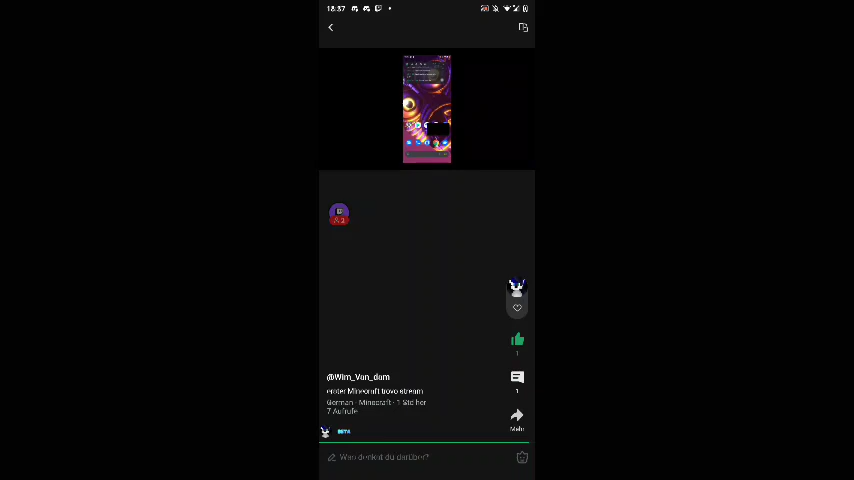 18:37
@Wim_Van_dam
erster Minecraft trovo stream
German · Minecraft · 1 Std her
7 Aufrufe
1
1
Mehr
BETA
Was denkst du darüber?